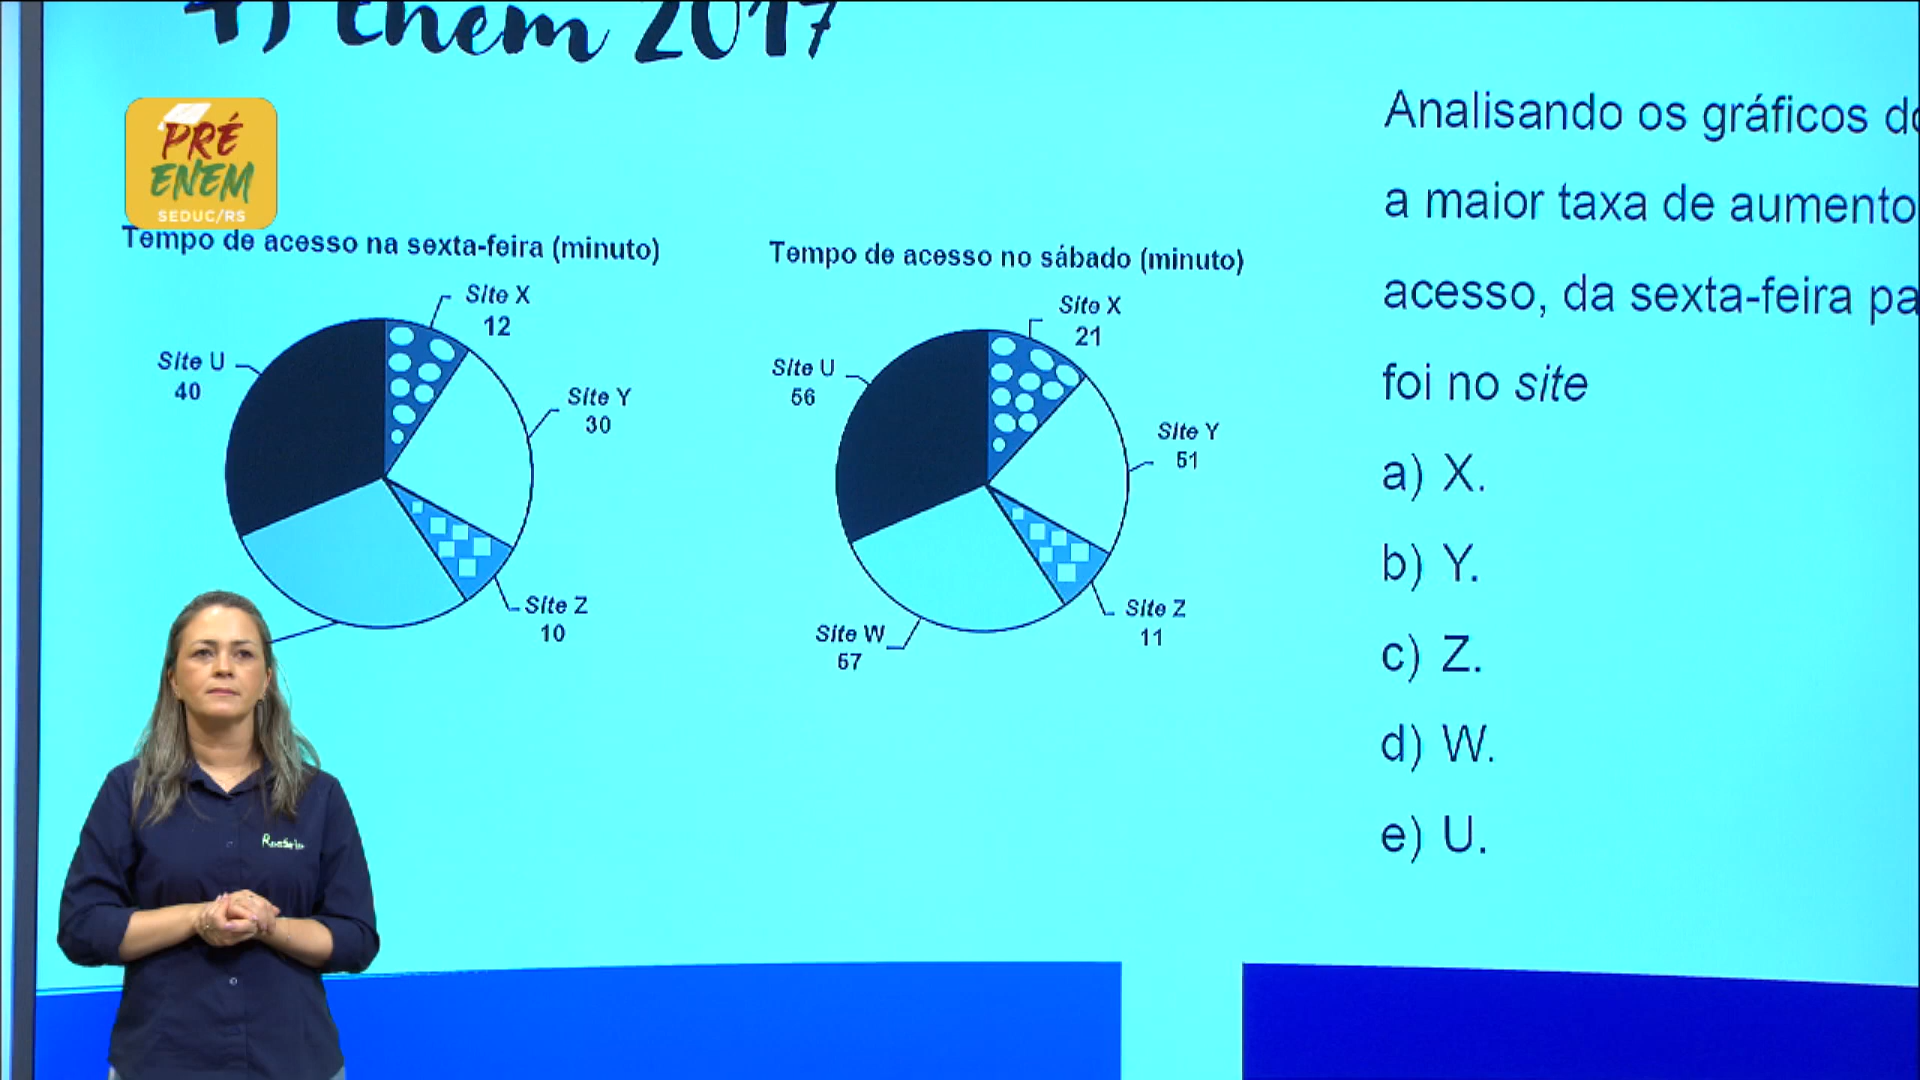 4) Enem 2017
PRÉ
ENEM
SEDUC/RS
Tempo de acesso na sexta-feira (minuto)
Site X
12
Site U
40
Site Y
30
Site Z
10
Tempo de acesso no sábado (minuto)
Site X
21
Site U
56
Site Y
51
Site W
57
Site Z
11
Analisando os gráficos do
a maior taxa de aumento
acesso, da sexta-feira pa
foi no site
a) X.
b) Y.
c) Z.
d) W.
e) U.